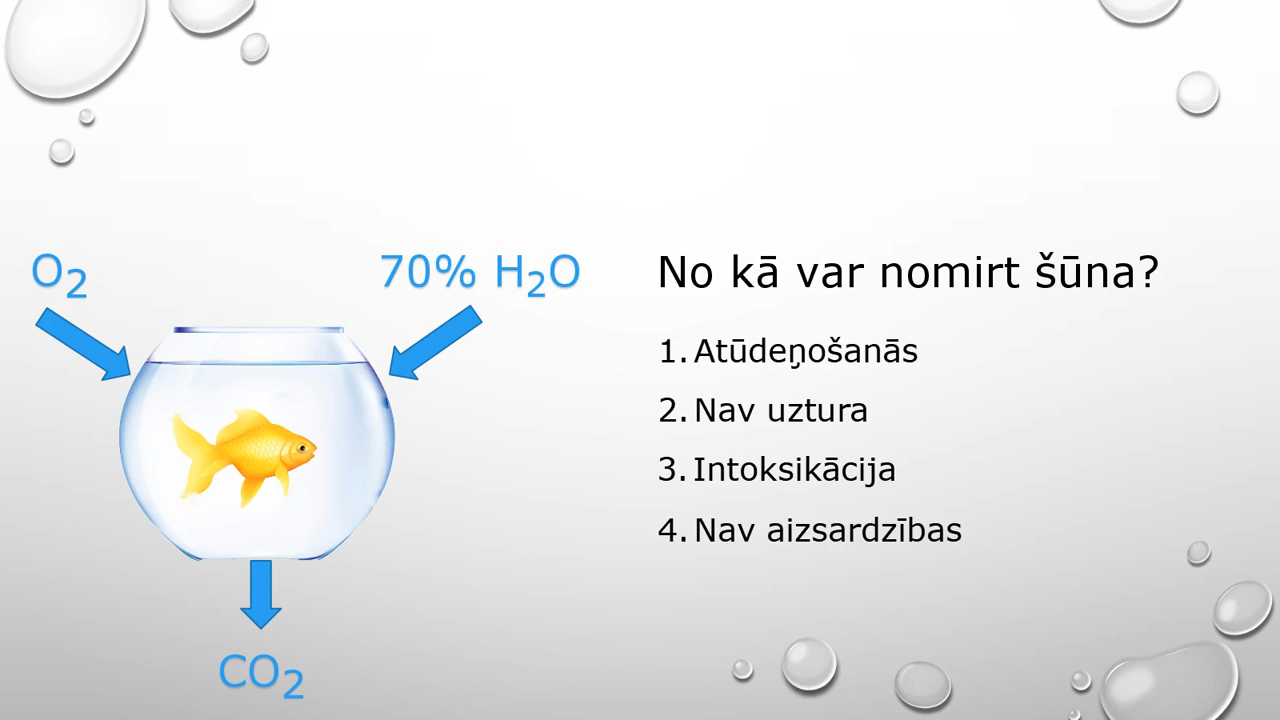 O₂
70% H₂O
CO₂
No kā var nomirt šūna?
1. Atūdeņošanās
2. Nav uztura
3. Intoksikācija
4. Nav aizsardzības